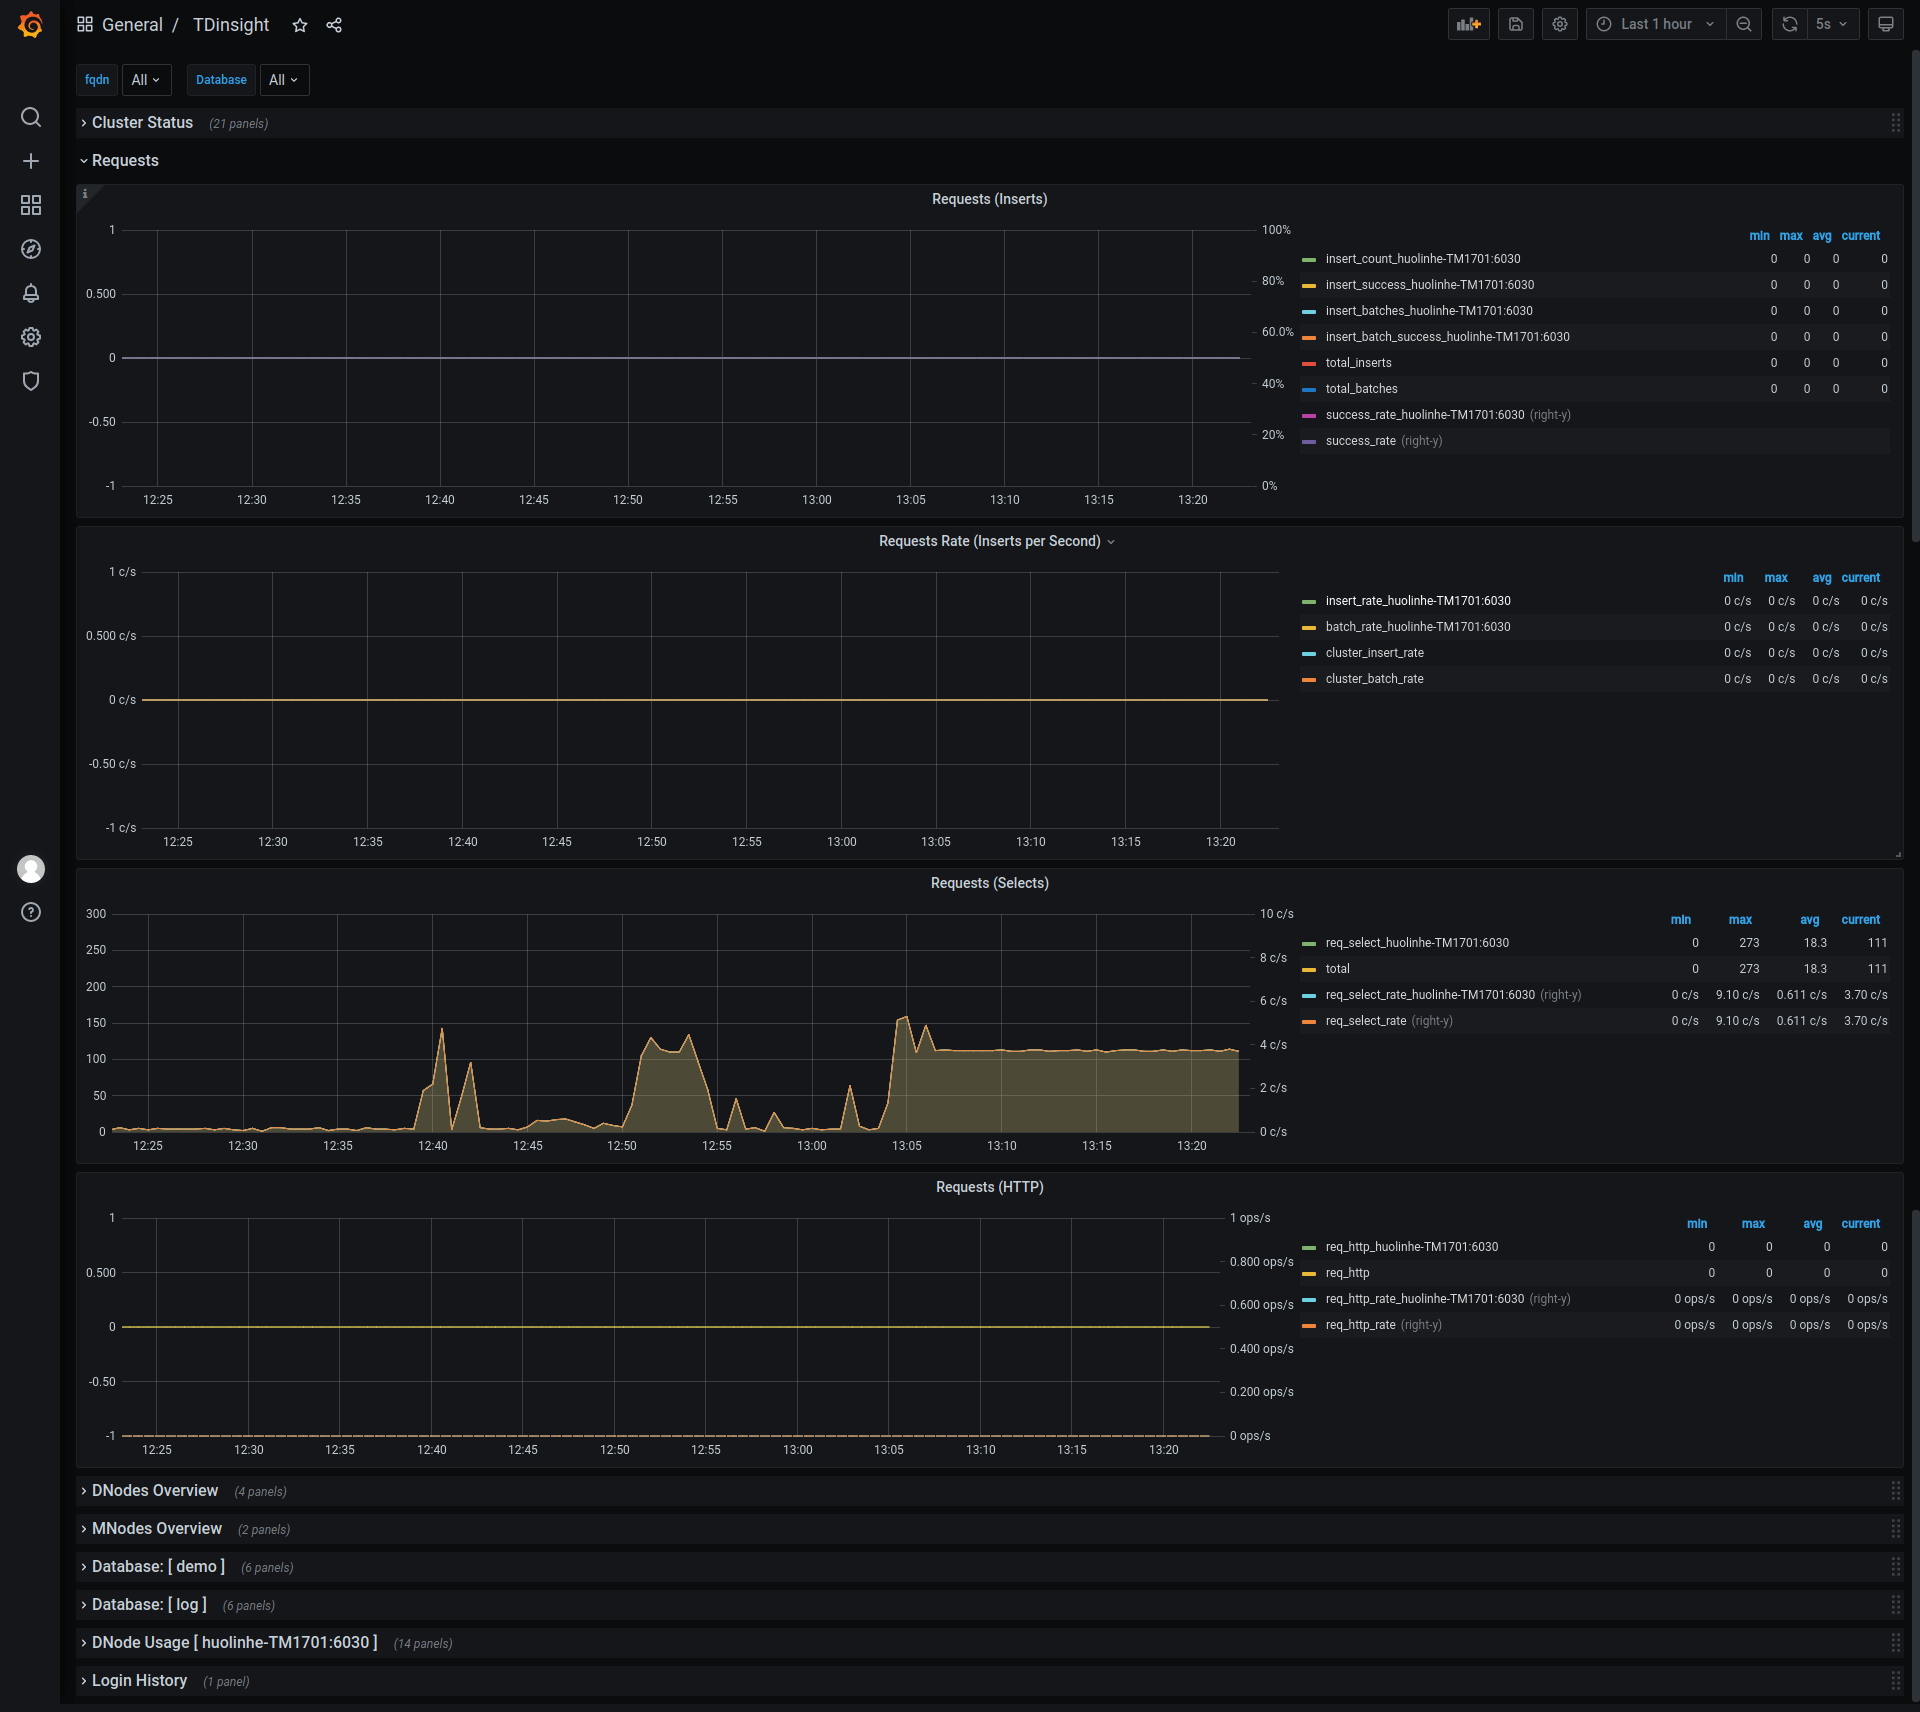 General / TDinsight
Last 1 hour 5s
fqdn All Database All
Cluster Status (21 panels)
Requests
i
Requests (Inserts)
1
0.500
0
-0.50
-1
100%
80%
60.0%
40%
20%
0%
12:25 12:30 12:35 12:40 12:45 12:50 12:55 13:00 13:05 13:10 13:15 13:20
min max avg current
insert_count_huolinhe-TM1701:6030 0 0 0 0
insert_success_huolinhe-TM1701:6030 0 0 0 0
insert_batches_huolinhe-TM1701:6030 0 0 0 0
insert_batch_success_huolinhe-TM1701:6030 0 0 0 0
total_inserts 0 0 0 0
total_batches 0 0 0 0
success_rate_huolinhe-TM1701:6030 (right-y)
success_rate (right-y)
Requests Rate (Inserts per Second)
1 c/s
0.500 c/s
0 c/s
-0.50 c/s
-1 c/s
12:25 12:30 12:35 12:40 12:45 12:50 12:55 13:00 13:05 13:10 13:15 13:20
min max avg current
insert_rate_huolinhe-TM1701:6030 0 c/s 0 c/s 0 c/s 0 c/s
batch_rate_huolinhe-TM1701:6030 0 c/s 0 c/s 0 c/s 0 c/s
cluster_insert_rate 0 c/s 0 c/s 0 c/s 0 c/s
cluster_batch_rate 0 c/s 0 c/s 0 c/s 0 c/s
Requests (Selects)
300
250
200
150
100
50
0
10 c/s
8 c/s
6 c/s
4 c/s
2 c/s
0 c/s
12:25 12:30 12:35 12:40 12:45 12:50 12:55 13:00 13:05 13:10 13:15 13:20
min max avg current
req_select_huolinhe-TM1701:6030 0 273 18.3 111
total 0 273 18.3 111
req_select_rate_huolinhe-TM1701:6030 (right-y) 0 c/s 9.10 c/s 0.611 c/s 3.70 c/s
req_select_rate (right-y) 0 c/s 9.10 c/s 0.611 c/s 3.70 c/s
Requests (HTTP)
1
0.500
0
-0.50
-1
1 ops/s
0.800 ops/s
0.600 ops/s
0.400 ops/s
0.200 ops/s
0 ops/s
12:25 12:30 12:35 12:40 12:45 12:50 12:55 13:00 13:05 13:10 13:15 13:20
min max avg current
req_http_huolinhe-TM1701:6030 0 0 0 0
req_http 0 0 0 0
req_http_rate_huolinhe-TM1701:6030 (right-y) 0 ops/s 0 ops/s 0 ops/s 0 ops/s
req_http_rate (right-y) 0 ops/s 0 ops/s 0 ops/s 0 ops/s
DNodes Overview (4 panels)
MNodes Overview (2 panels)
Database: [ demo ] (6 panels)
Database: [ log ] (6 panels)
DNode Usage [ huolinhe-TM1701:6030 ] (14 panels)
Login History (1 panel)